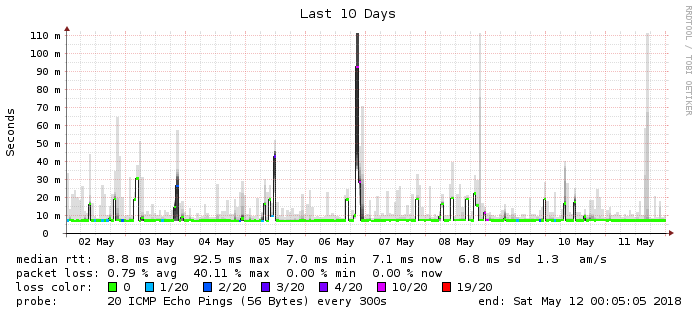 Last 10 Days
RRDTOOL / TOBI OETIKER
Seconds
110 m
100 m
90 m
80 m
70 m
60 m
50 m
40 m
30 m
20 m
10 m
0
02 May 03 May 04 May 05 May 06 May 07 May 08 May 09 May 10 May 11 May
median rtt: 8.8 ms avg 92.5 ms max 7.0 ms min 7.1 ms now 6.8 ms sd 1.3 am/s
packet loss: 0.79 % avg 40.11 % max 0.00 % min 0.00 % now
loss color: 0 1/20 2/20 3/20 4/20 10/20 19/20
probe: 20 ICMP Echo Pings (56 Bytes) every 300s end: Sat May 12 00:05:05 2018